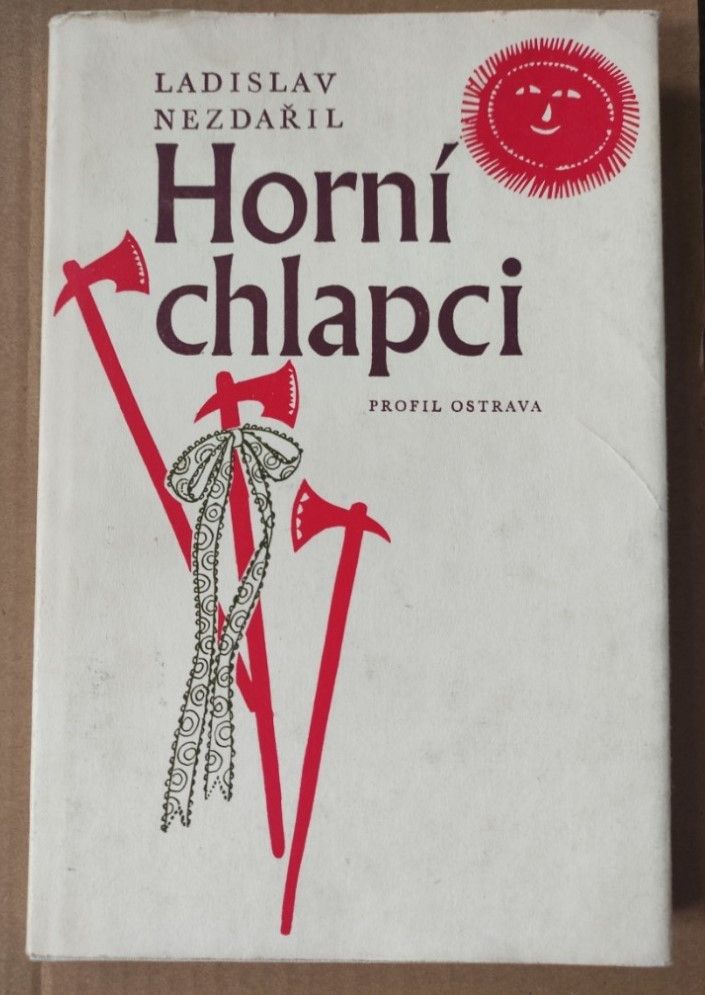 LADISLAV
NEZDAŘIL
Horní
chlapci
PROFIL OSTRAVA